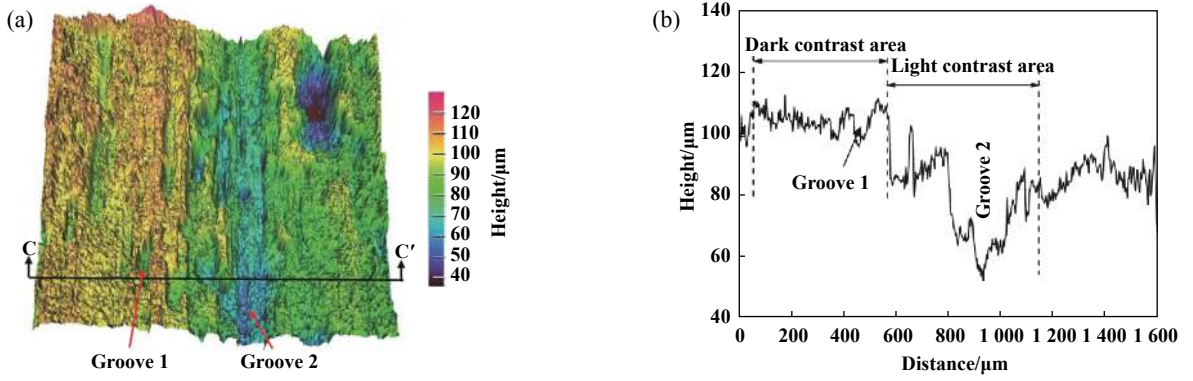 (a)
120
110
100
90
80
70
60
50
40
Height/μm
C
C′
Groove 1
Groove 2
(b)
140
120
100
80
60
40
Height/μm
Dark contrast area
Light contrast area
Groove 1
Groove 2
0
200
400
600
800
1 000
1 200
1 400
1 600
Distance/μm